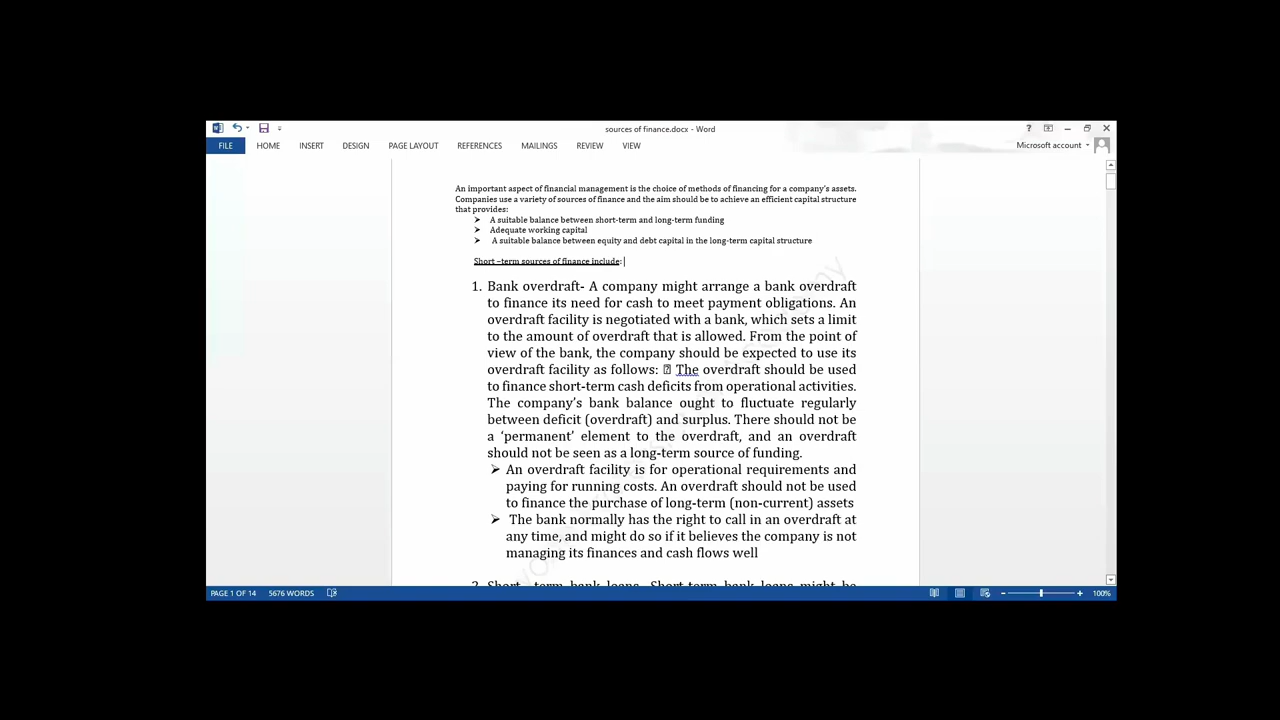 sources of finance.docx - Word
FILE HOME INSERT DESIGN PAGE LAYOUT REFERENCES MAILINGS REVIEW VIEW Microsoft account
An important aspect of financial management is the choice of methods of financing for a company's assets.
Companies use a variety of sources of finance and the aim should be to achieve an efficient capital structure
that provides:
➢ A suitable balance between short-term and long-term funding
➢ Adequate working capital
➢ A suitable balance between equity and debt capital in the long-term capital structure
Short –term sources of finance include:
1. Bank overdraft- A company might arrange a bank overdraft
to finance its need for cash to meet payment obligations. An
overdraft facility is negotiated with a bank, which sets a limit
to the amount of overdraft that is allowed. From the point of
view of the bank, the company should be expected to use its
overdraft facility as follows: The overdraft should be used
to finance short-term cash deficits from operational activities.
The company's bank balance ought to fluctuate regularly
between deficit (overdraft) and surplus. There should not be
a ‘permanent’ element to the overdraft, and an overdraft
should not be seen as a long-term source of funding.
➢ An overdraft facility is for operational requirements and
paying for running costs. An overdraft should not be used
to finance the purchase of long-term (non-current) assets
➢ The bank normally has the right to call in an overdraft at
any time, and might do so if it believes the company is not
managing its finances and cash flows well
2. Short –term bank loans- Short-term bank loans might be
PAGE 1 OF 14 5676 WORDS 100%